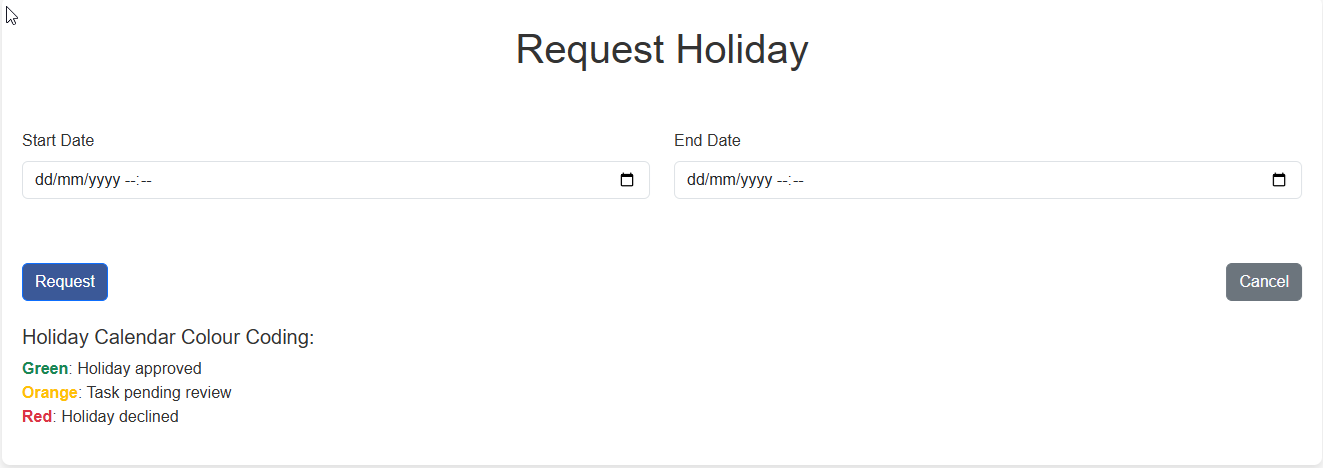 Request Holiday
Start Date
End Date
dd/mm/yyyy --:--
dd/mm/yyyy --:--
Request
Cancel
Holiday Calendar Colour Coding:
Green: Holiday approved
Orange: Task pending review
Red: Holiday declined